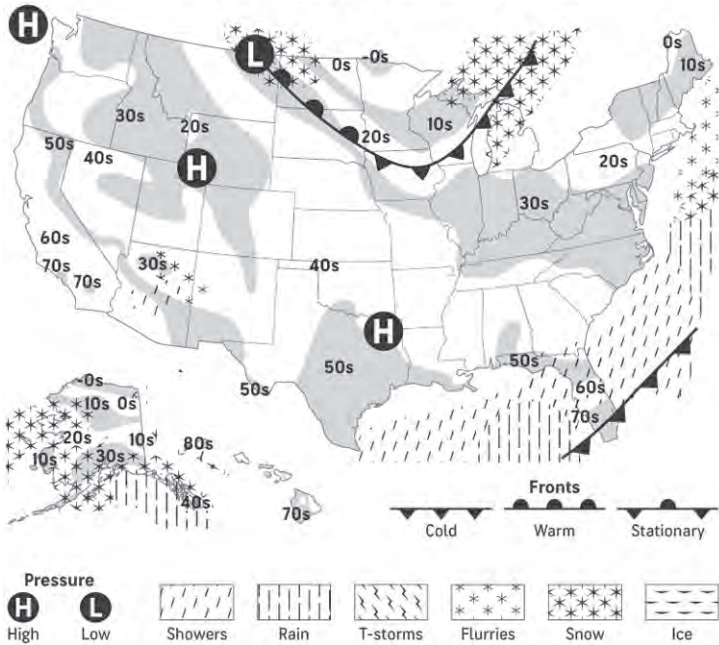 H
L
0s
-0s
0s
10s
30s
20s
20s
10s
50s
40s
H
20s
30s
60s
70s
70s
30s
40s
H
50s
50s
50s
60s
70s
-0s
10s
0s
20s
10s
80s
10s
30s
40s
70s
Fronts
Cold
Warm
Stationary
Pressure
H
L
High
Low
Showers
Rain
T-storms
Flurries
Snow
Ice